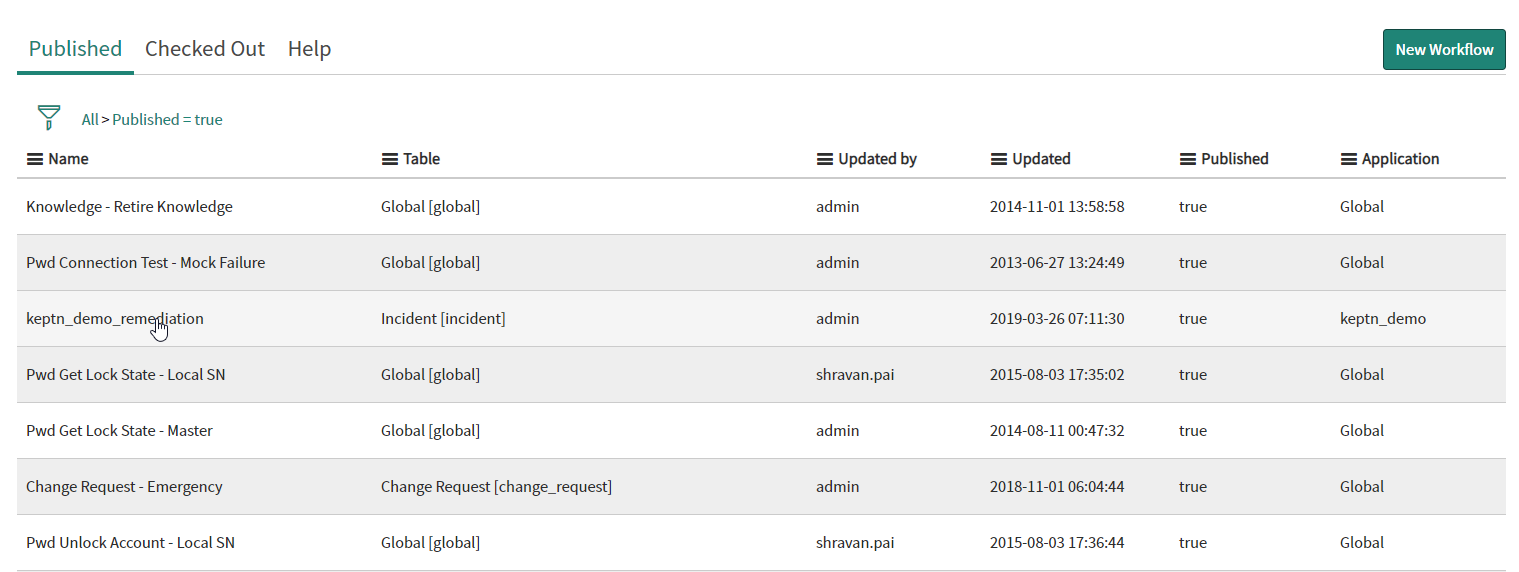 Published Checked Out Help New Workflow
All > Published = true
Name Table Updated by Updated Published Application
Knowledge - Retire Knowledge Global [global] admin 2014-11-01 13:58:58 true Global
Pwd Connection Test - Mock Failure Global [global] admin 2013-06-27 13:24:49 true Global
keptn_demo_remediation Incident [incident] admin 2019-03-26 07:11:30 true keptn_demo
Pwd Get Lock State - Local SN Global [global] shravan.pai 2015-08-03 17:35:02 true Global
Pwd Get Lock State - Master Global [global] admin 2014-08-11 00:47:32 true Global
Change Request - Emergency Change Request [change_request] admin 2018-11-01 06:04:44 true Global
Pwd Unlock Account - Local SN Global [global] shravan.pai 2015-08-03 17:36:44 true Global